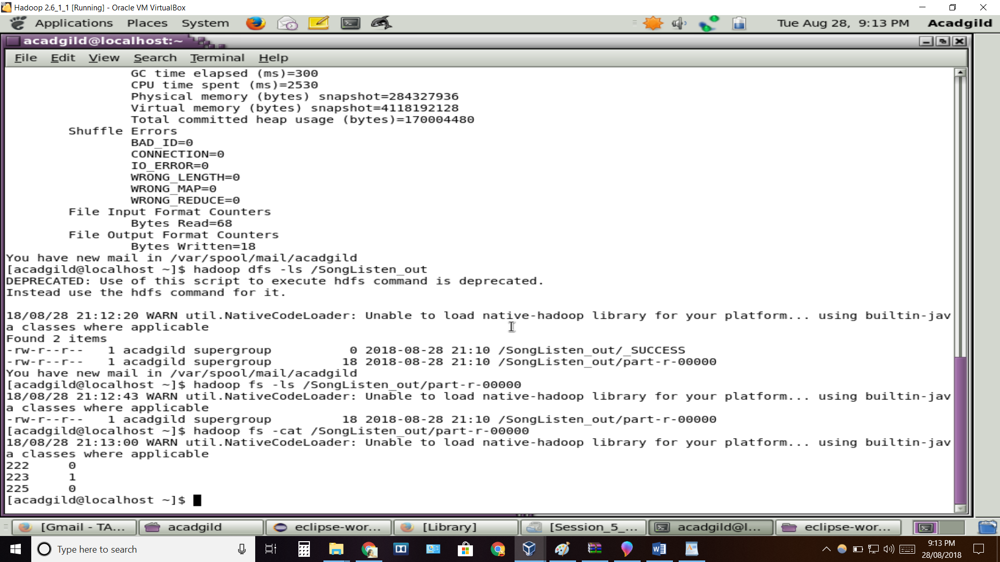 Hadoop 2.6_1_1 [Running] - Oracle VM VirtualBox
Applications Places System Tue Aug 28, 9:13 PM Acadgild
acadgild@localhost:~
File Edit View Search Terminal Help
GC time elapsed (ms)=300
CPU time spent (ms)=2530
Physical memory (bytes) snapshot=284327936
Virtual memory (bytes) snapshot=4118192128
Total committed heap usage (bytes)=170004480
Shuffle Errors
BAD_ID=0
CONNECTION=0
IO_ERROR=0
WRONG_LENGTH=0
WRONG_MAP=0
WRONG_REDUCE=0
File Input Format Counters
Bytes Read=68
File Output Format Counters
Bytes Written=18
You have new mail in /var/spool/mail/acadgild
[acadgild@localhost ~]$ hadoop dfs -ls /SongListen_out
DEPRECATED: Use of this script to execute hdfs command is deprecated.
Instead use the hdfs command for it.
18/08/28 21:12:20 WARN util.NativeCodeLoader: Unable to load native-hadoop library for your platform... using builtin-jav
a classes where applicable
Found 2 items
-rw-r--r-- 1 acadgild supergroup 0 2018-08-28 21:10 /SongListen_out/_SUCCESS
-rw-r--r-- 1 acadgild supergroup 18 2018-08-28 21:10 /SongListen_out/part-r-00000
You have new mail in /var/spool/mail/acadgild
[acadgild@localhost ~]$ hadoop fs -ls /SongListen_out/part-r-00000
18/08/28 21:12:43 WARN util.NativeCodeLoader: Unable to load native-hadoop library for your platform... using builtin-jav
a classes where applicable
-rw-r--r-- 1 acadgild supergroup 18 2018-08-28 21:10 /SongListen_out/part-r-00000
[acadgild@localhost ~]$ hadoop fs -cat /SongListen_out/part-r-00000
18/08/28 21:13:00 WARN util.NativeCodeLoader: Unable to load native-hadoop library for your platform... using builtin-jav
a classes where applicable
222 0
223 1
225 0
[acadgild@localhost ~]$
[Gmail - TA... acadgild eclipse-wor... [Library] [Session_5_... acadgild@l... eclipse-wor...
Type here to search
9:13 PM
28/08/2018